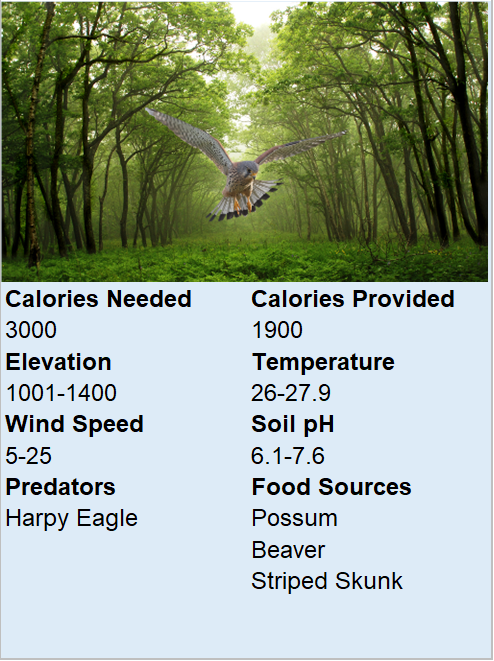 Calories Needed
3000
Elevation
1001-1400
Wind Speed
5-25
Predators
Harpy Eagle
Calories Provided
1900
Temperature
26-27.9
Soil pH
6.1-7.6
Food Sources
Possum
Beaver
Striped Skunk